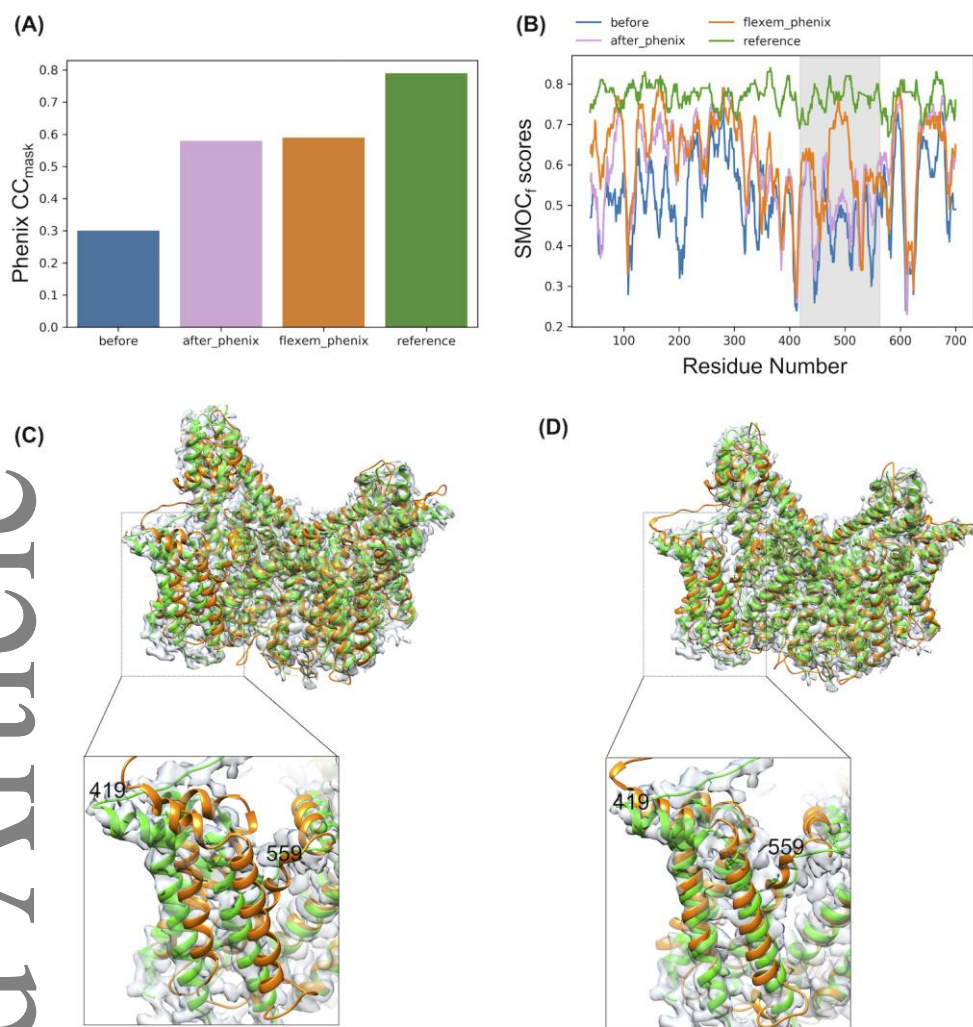 (A)
Phenix CCmask
0.8
0.7
0.6
0.5
0.4
0.3
0.2
0.1
0.0
before
after_phenix
flexem_phenix
reference
(B)
before
flexem_phenix
after_phenix
reference
SMOCf scores
0.8
0.7
0.6
0.5
0.4
0.3
0.2
100
200
300
400
500
600
700
Residue Number
(C)
(D)
419
559
419
559